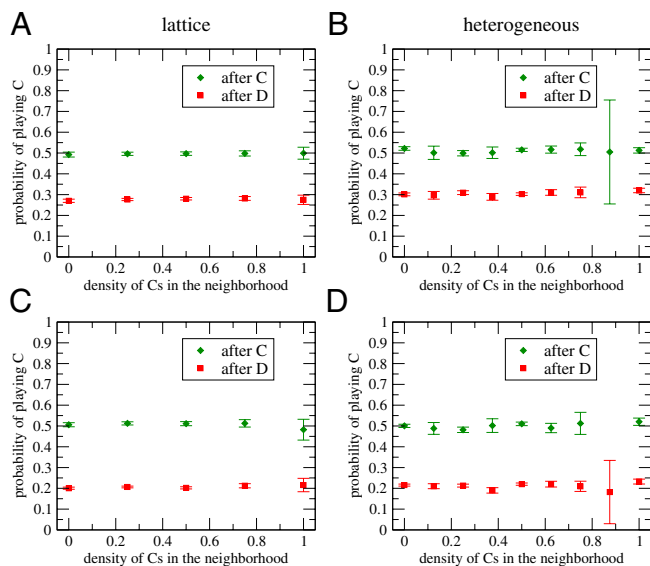 A lattice B heterogeneous
1 1
0.9 0.9
0.8 after C 0.8 after C
0.7 after D 0.7 after D
0.6 0.6
0.5 0.5
0.4 0.4
0.3 0.3
0.2 0.2
0.1 0.1
0 0
probability of playing C probability of playing C
0 0.2 0.4 0.6 0.8 1 0 0.2 0.4 0.6 0.8 1
density of Cs in the neighborhood density of Cs in the neighborhood
C D
1 1
0.9 0.9
0.8 after C 0.8 after C
0.7 after D 0.7 after D
0.6 0.6
0.5 0.5
0.4 0.4
0.3 0.3
0.2 0.2
0.1 0.1
0 0
probability of playing C probability of playing C
0 0.2 0.4 0.6 0.8 1 0 0.2 0.4 0.6 0.8 1
density of Cs in the neighborhood density of Cs in the neighborhood